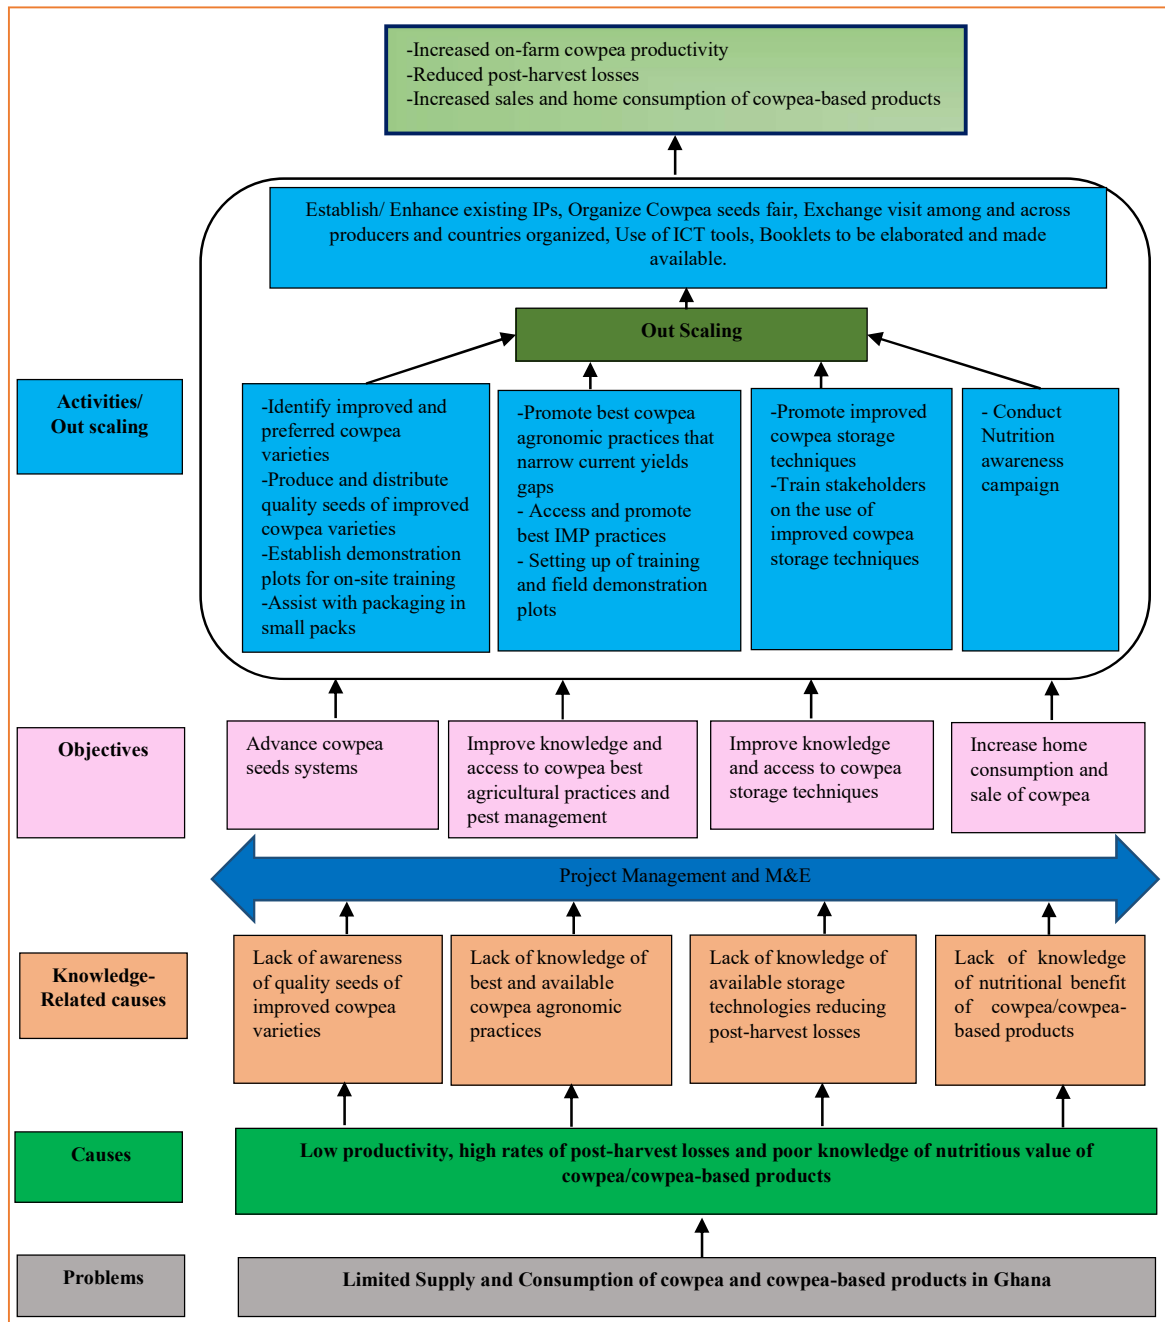 -Increased on-farm cowpea productivity
-Reduced post-harvest losses
-Increased sales and home consumption of cowpea-based products
Establish/ Enhance existing IPs, Organize Cowpea seeds fair, Exchange visit among and across
producers and countries organized, Use of ICT tools, Booklets to be elaborated and made
available.
Out Scaling
Activities/
Out scaling
-Identify improved and
preferred cowpea
varieties
-Produce and distribute
quality seeds of improved
cowpea varieties
-Establish demonstration
plots for on-site training
-Assist with packaging in
small packs
-Promote best cowpea
agronomic practices that
narrow current yields
gaps
- Access and promote
best IMP practices
- Setting up of training
and field demonstration
plots
-Promote improved
cowpea storage
techniques
-Train stakeholders
on the use of
improved cowpea
storage techniques
- Conduct
Nutrition
awareness
campaign
Objectives
Advance cowpea
seeds systems
Improve knowledge and
access to cowpea best
agricultural practices and
pest management
Improve knowledge
and access to cowpea
storage techniques
Increase home
consumption and
sale of cowpea
Project Management and M&E
Knowledge-
Related causes
Lack of awareness
of quality seeds of
improved cowpea
varieties
Lack of knowledge of
best and available
cowpea agronomic
practices
Lack of knowledge of
available storage
technologies reducing
post-harvest losses
Lack of knowledge
of nutritional benefit
of cowpea/cowpea-
based products
Causes
Low productivity, high rates of post-harvest losses and poor knowledge of nutritious value of
cowpea/cowpea-based products
Problems
Limited Supply and Consumption of cowpea and cowpea-based products in Ghana